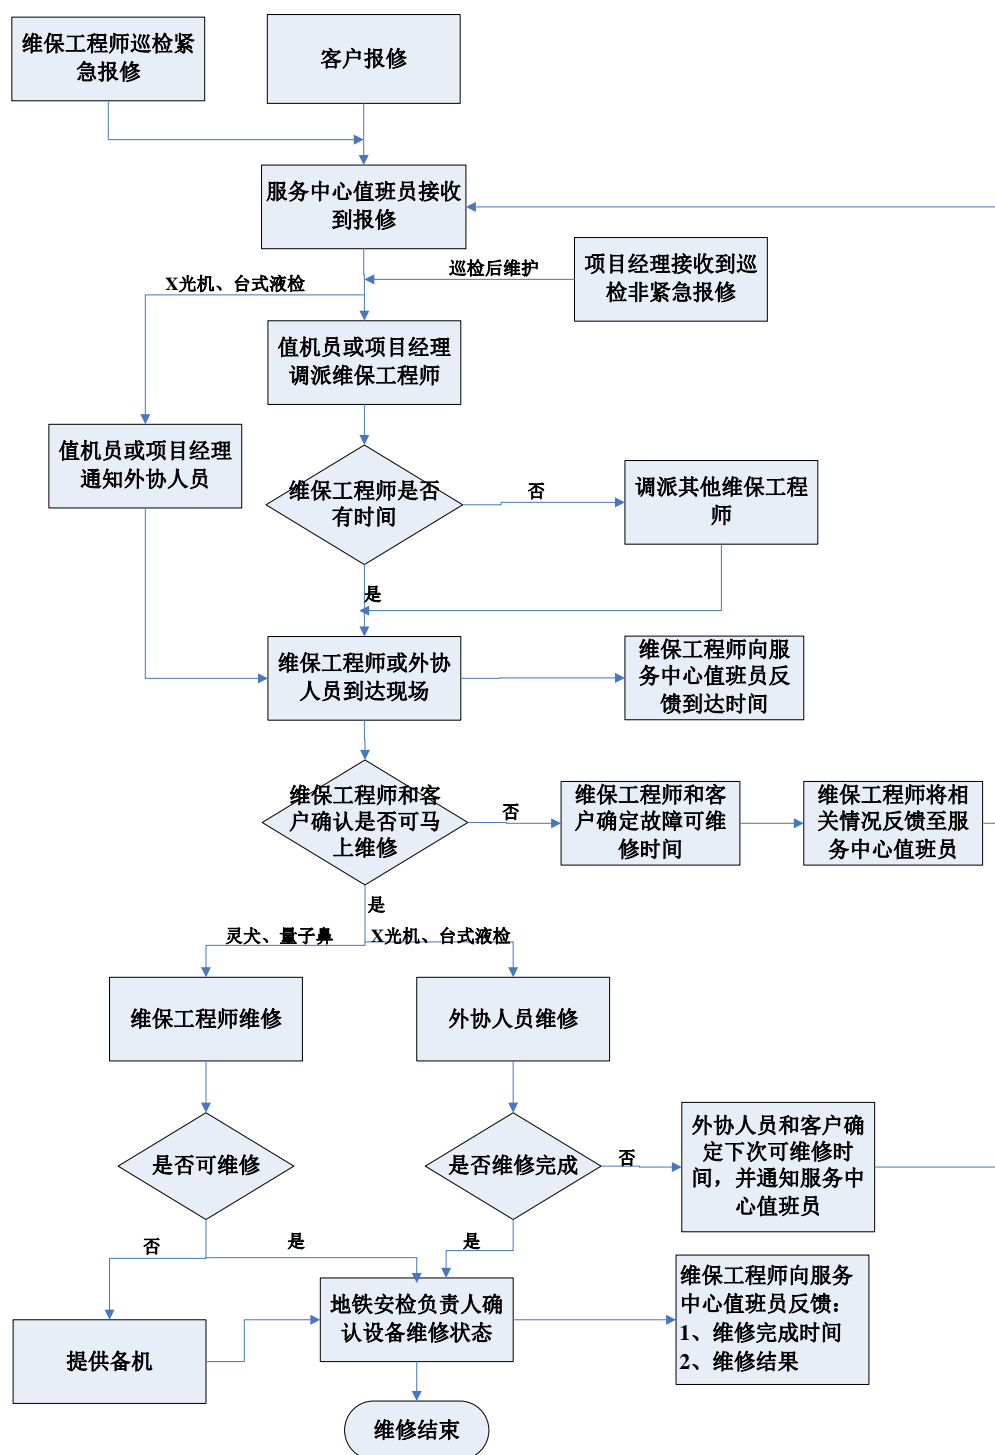 维保工程师巡检紧
急报修
客户报修
服务中心值班员接收
到报修
巡检后维护
项目经理接收到巡
检非紧急报修
X光机、台式液检
值机员或项目经理
调派维保工程师
值机员或项目经理
通知外协人员
维保工程师是否
有时间
否
调派其他维保工程
师
是
维保工程师或外协
人员到达现场
维保工程师向服
务中心值班员反
馈到达时间
维保工程师和客
户确认是否可马
上维修
否
维保工程师和客
户确定故障可维
修时间
维保工程师将相
关情况反馈至服
务中心值班员
是
灵犬、量子鼻
X光机、台式液检
维保工程师维修
外协人员维修
是否可维修
是否维修完成
否
外协人员和客户确
定下次可维修时
间，并通知服务中
心值班员
否
是
是
地铁安检负责人确
认设备维修状态
维保工程师向服务
中心值班员反馈：
1、维修完成时间
2、维修结果
提供备机
维修结束